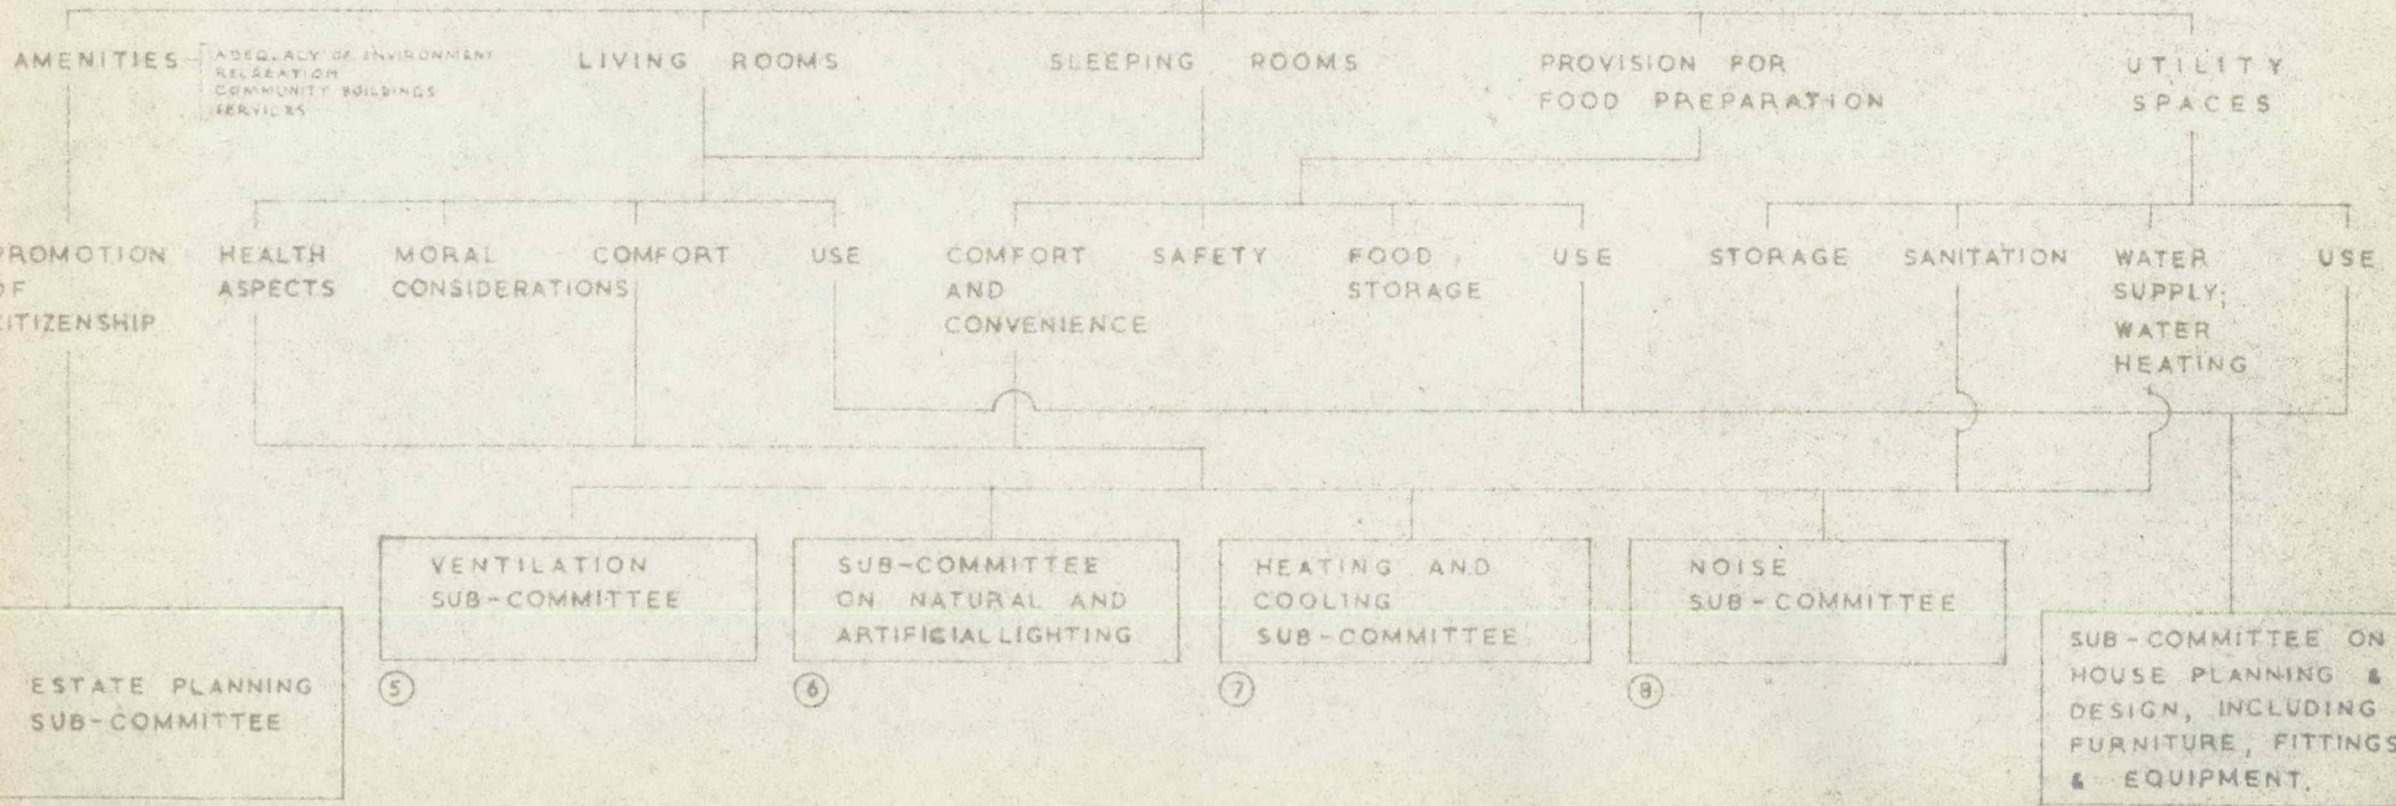 AMENITIES
ADEQUACY OF ENVIRONMENT
RECREATION
COMMUNITY BUILDINGS
SERVICES
LIVING ROOMS
SLEEPING ROOMS
PROVISION FOR
FOOD PREPARATION
UTILITY
SPACES
PROMOTION
OF
CITIZENSHIP
HEALTH
ASPECTS
MORAL
CONSIDERATIONS
COMFORT
USE
COMFORT
AND
CONVENIENCE
SAFETY
FOOD
STORAGE
USE
STORAGE
SANITATION
WATER
SUPPLY;
WATER
HEATING
USE
ESTATE PLANNING
SUB-COMMITTEE
VENTILATION
SUB-COMMITTEE
5
SUB-COMMITTEE
ON NATURAL AND
ARTIFICIAL LIGHTING
6
HEATING AND
COOLING
SUB-COMMITTEE
7
NOISE
SUB-COMMITTEE
8
SUB-COMMITTEE ON
HOUSE PLANNING &
DESIGN, INCLUDING
FURNITURE, FITTINGS
& EQUIPMENT.